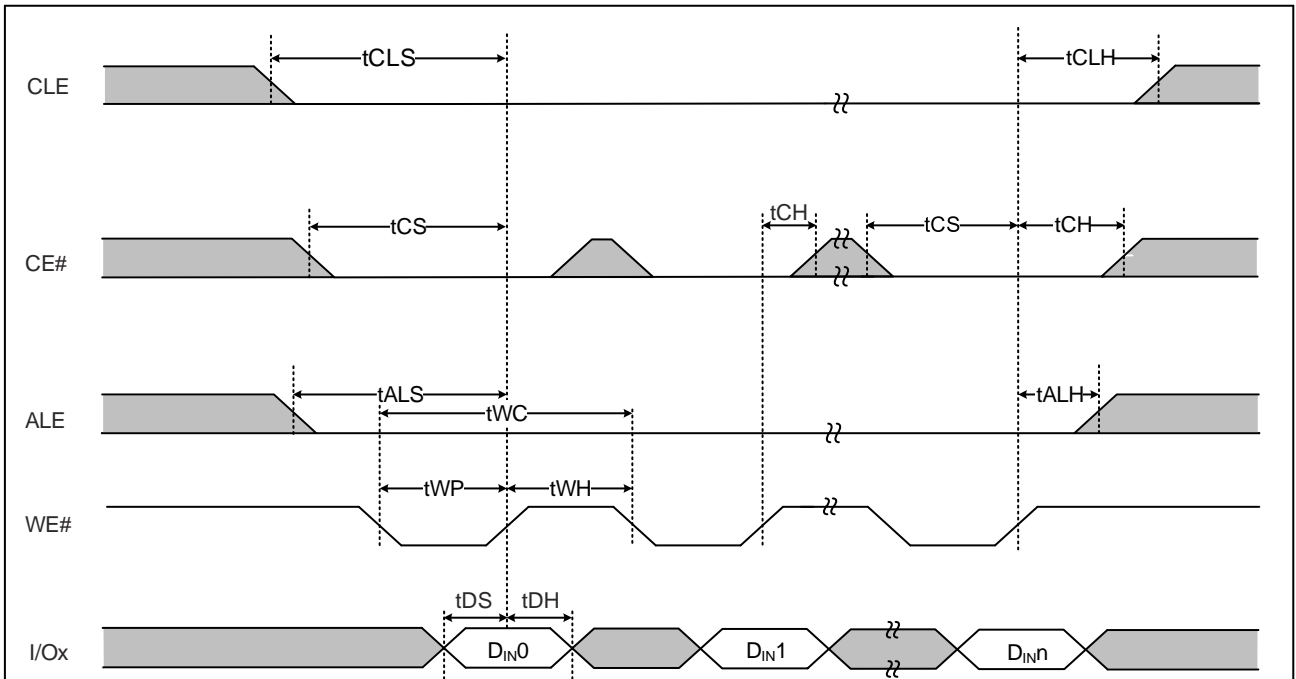 tCLS
tCLH
CLE
tCH
tCS
tCS
tCH
CE#
tALS
tALH
tWC
ALE
tWP
tWH
WE#
tDS
tDH
I/Ox
DIN0
DIN1
DINn